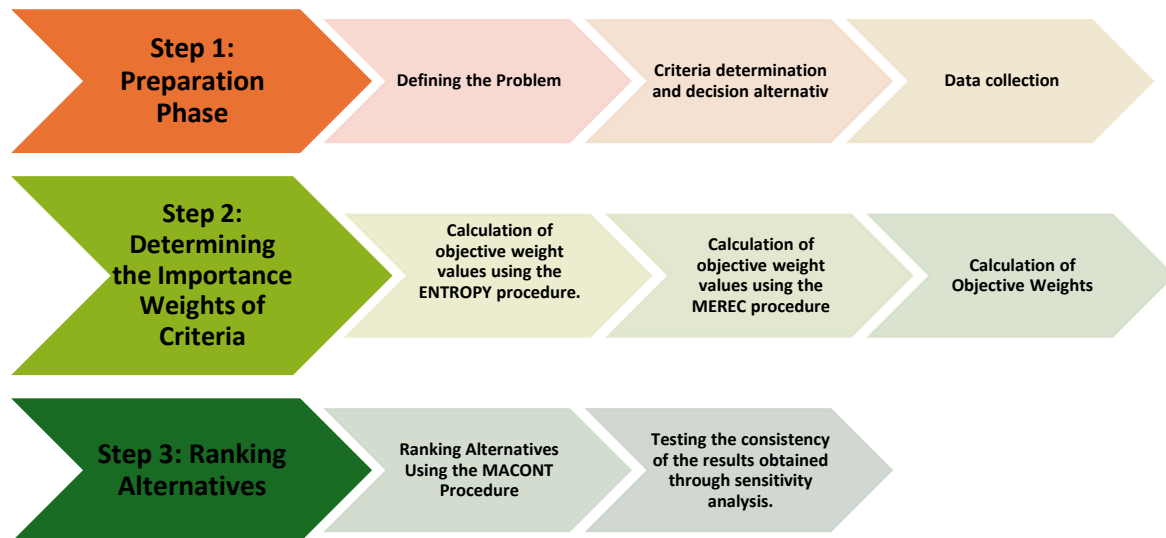 Step 1:
Preparation
Phase
Defining the Problem
Criteria determination
and decision alternativ
Data collection
Step 2:
Determining
the Importance
Weights of
Criteria
Calculation of
objective weight
values using the
ENTROPY procedure.
Calculation of
objective weight
values using the
MEREC procedure
Calculation of
Objective Weights
Step 3: Ranking
Alternatives
Ranking Alternatives
Using the MACONT
Procedure
Testing the consistency
of the results obtained
through sensitivity
analysis.